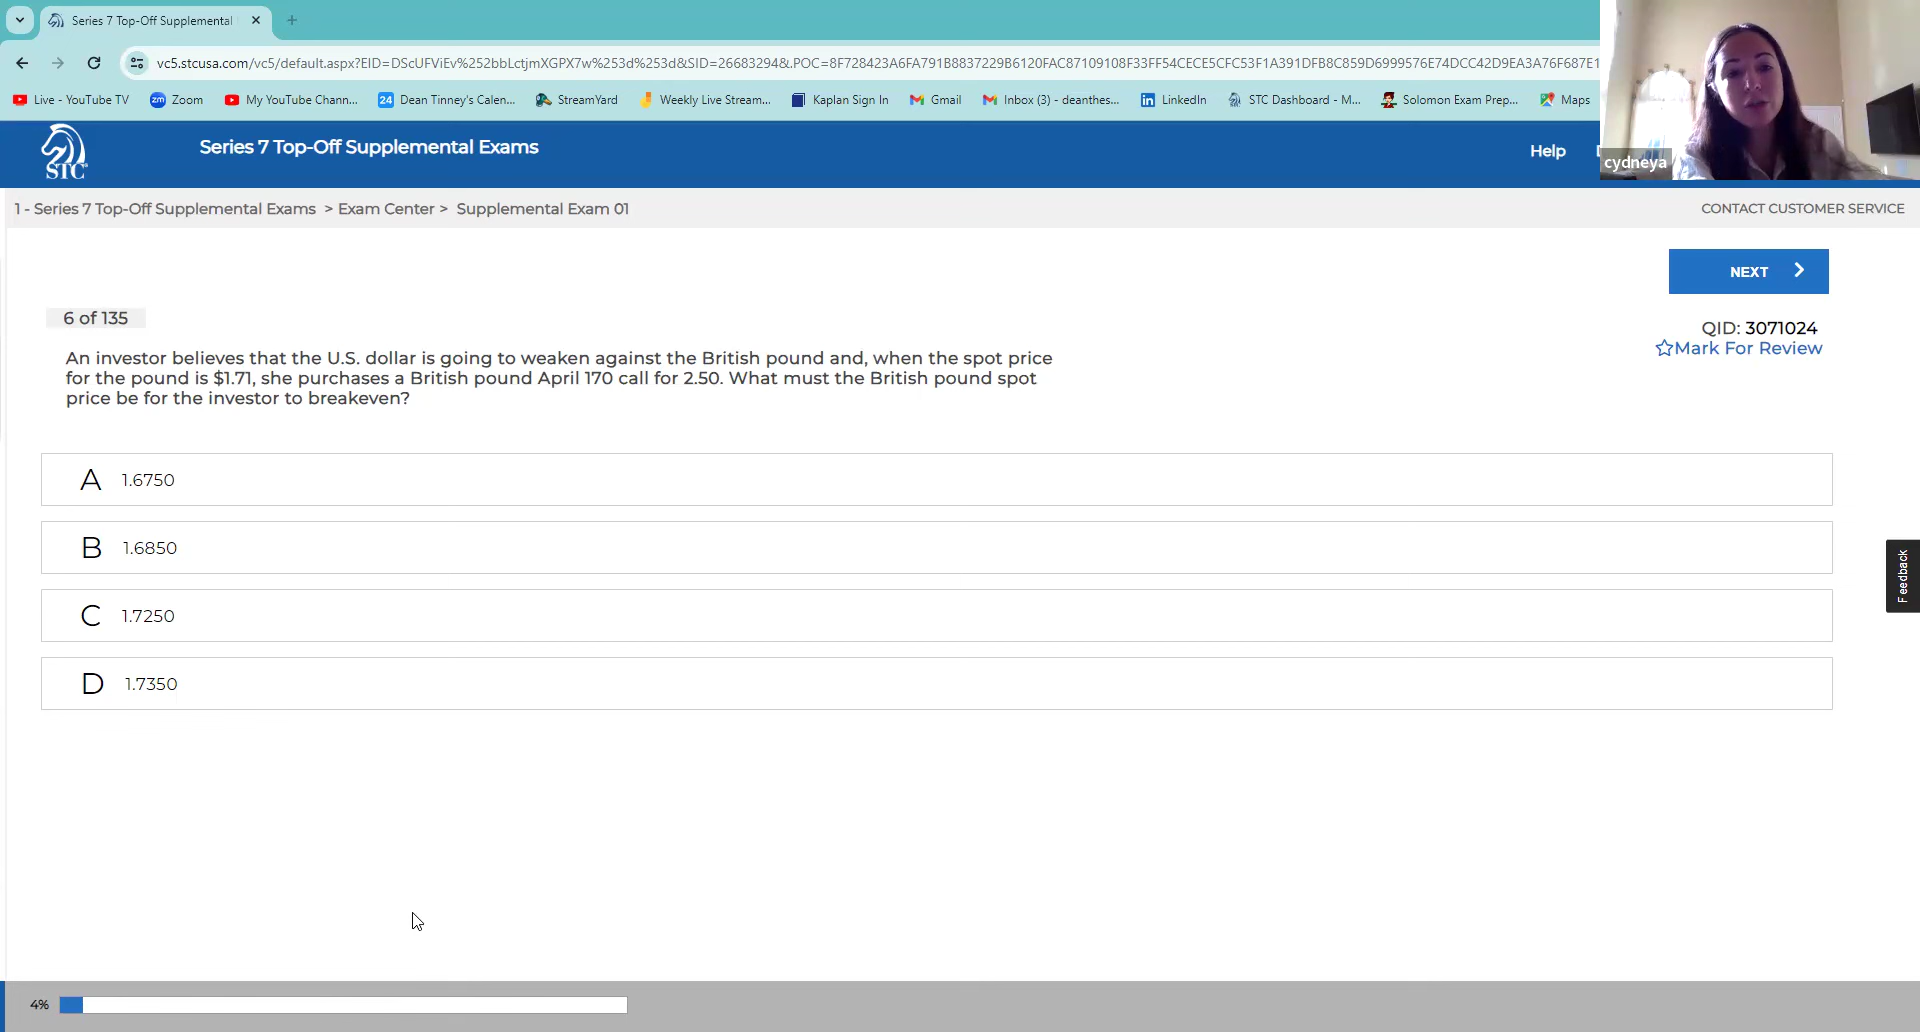 Series 7 Top-Off Supplemental
vc5.stcusa.com/vc5/default.aspx?EID=DScUFViEv%252bbLctjmXGPX7w%253d%253d&SID=26683294&.POC=8F728423A6FA791B8837229B6120FAC87109108F33FF54CECE5CFC53F1A391DFB8C859D6999576E74DCC42D9EA3A76F687E1
Live - YouTube TV
zm Zoom
My YouTube Chann...
24 Dean Tinney's Calen...
StreamYard
Weekly Live Stream...
Kaplan Sign In
Gmail
Inbox (3) - deanthes...
LinkedIn
STC Dashboard - M...
Solomon Exam Prep...
Maps
STC
Series 7 Top-Off Supplemental Exams
Help
cydneya
1 - Series 7 Top-Off Supplemental Exams > Exam Center > Supplemental Exam 01
CONTACT CUSTOMER SERVICE
NEXT
6 of 135
QID: 3071024
Mark For Review
An investor believes that the U.S. dollar is going to weaken against the British pound and, when the spot price
for the pound is $1.71, she purchases a British pound April 170 call for 2.50. What must the British pound spot
price be for the investor to breakeven?
A 1.6750
B 1.6850
C 1.7250
D 1.7350
Feedback
4%